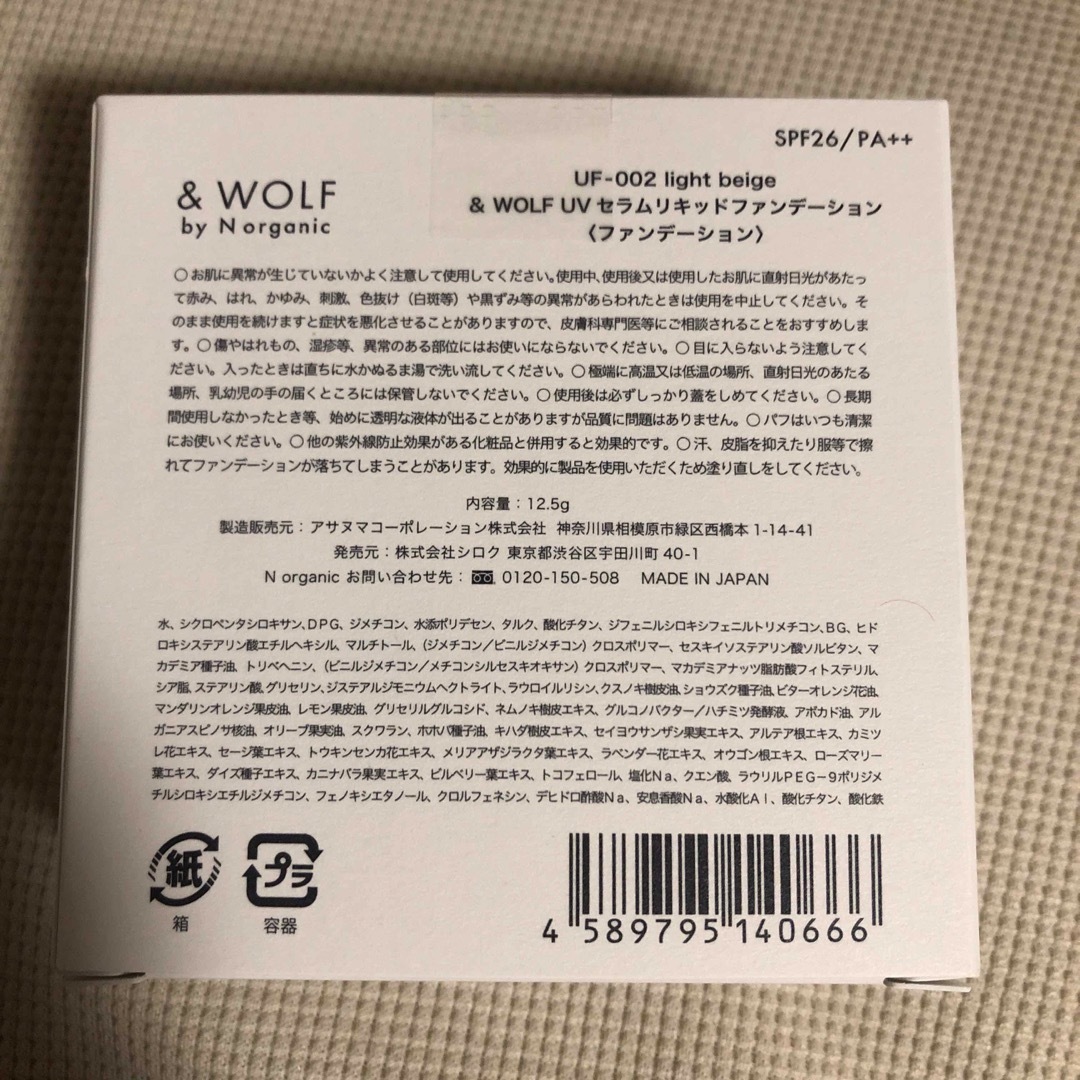 SPF26/PA++
& WOLF
by N organic
UF-002 light beige
& WOLF UV セラムリキッドファンデーション
〈ファンデーション〉
○お肌に異常が生じていないかよく注意して使用してください。使用中、使用後又は使用したお肌に直射日光があたっ
て赤み、はれ、かゆみ、刺激、色抜け（白斑等）や黒ずみ等の異常があらわれたときは使用を中止してください。そ
のまま使用を続けますと症状を悪化させることがありますので、皮膚科専門医等にご相談されることをおすすめしま
す。○傷やはれもの、湿疹等、異常のある部位にはお使いにならないでください。○目に入らないよう注意してく
ださい。入ったときは直ちに水かぬるま湯で洗い流してください。○極端に高温又は低温の場所、直射日光のあたる
場所、乳幼児の手の届くところには保管しないでください。○使用後は必ずしっかり蓋をしめてください。○長期
間使用しなかったとき等、始めに透明な液体が出ることがありますが品質に問題はありません。○パフはいつも清潔
にお使いください。○他の紫外線防止効果がある化粧品と併用すると効果的です。○汗、皮脂を抑えたり服等で擦
れてファンデーションが落ちてしまうことがあります。効果的に製品を使用いただくため塗り直しをしてください。
内容量：12.5g
製造販売元：アサヌマコーポレーション株式会社 神奈川県相模原市緑区西橋本 1-14-41
発売元：株式会社シロク 東京都渋谷区宇田川町 40-1
N organic お問い合わせ先： 0120-150-508 MADE IN JAPAN
水、シクロペンタシロキサン、DPG、ジメチコン、水添ポリデセン、タルク、酸化チタン、ジフェニルシロキシフェニルトリメチコン、BG、ヒド
ロキシステアリン酸エチルヘキシル、マルチトール、（ジメチコン／ビニルジメチコン）クロスポリマー、セスキイソステアリン酸ソルビタン、マ
カデミア種子油、トリベヘニン、（ビニルジメチコン／メチコンシルセスキオキサン）クロスポリマー、マカデミアナッツ脂肪酸フィトステリル、
シア脂、ステアリン酸、グリセリン、ジステアルジモニウムヘクトライト、ラウロイルリシン、クスノキ樹皮油、ショウズク種子油、ビターオレンジ花油、
マンダリンオレンジ果皮油、レモン果皮油、グリセリルグルコシド、ネムノキ樹皮エキス、グルコノバクター／ハチミツ発酵液、アボカド油、アル
ガニアスピノサ核油、オリーブ果実油、スクワラン、ホホバ種子油、キハダ樹皮エキス、セイヨウサンザシ果実エキス、アルテア根エキス、カミツ
レ花エキス、セージ葉エキス、トウキンセンカ花エキス、メリアアザジラクタ葉エキス、ラベンダー花エキス、オウゴン根エキス、ローズマリー
葉エキス、ダイズ種子エキス、カニナバラ果実エキス、ビルベリー葉エキス、トコフェロール、塩化Na、クエン酸、ラウリルPEG－9ポリジメ
チルシロキシエチルジメチコン、フェノキシエタノール、クロルフェネシン、デヒドロ酢酸Na、安息香酸Na、水酸化Al、酸化チタン、酸化鉄
紙
箱
プラ
容器
4 589795 140666